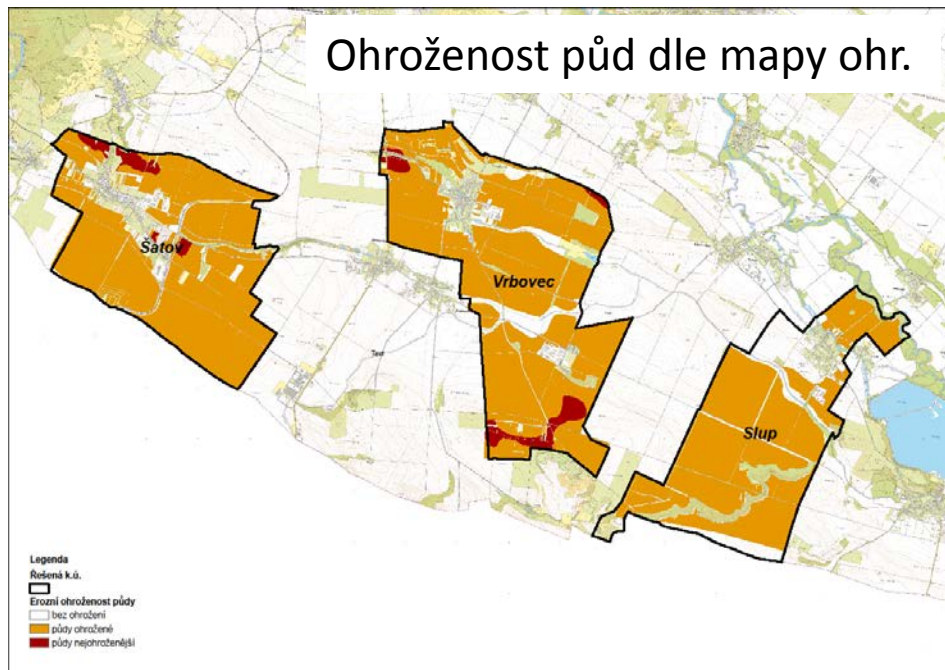 Ohroženost půd dle mapy ohr.
Šatov
Vrbovec
Slup
Legenda
Řešená k.ú.
Erozní ohroženost půdy
bez ohrožení
půdy ohrožené
půdy nejohroženější